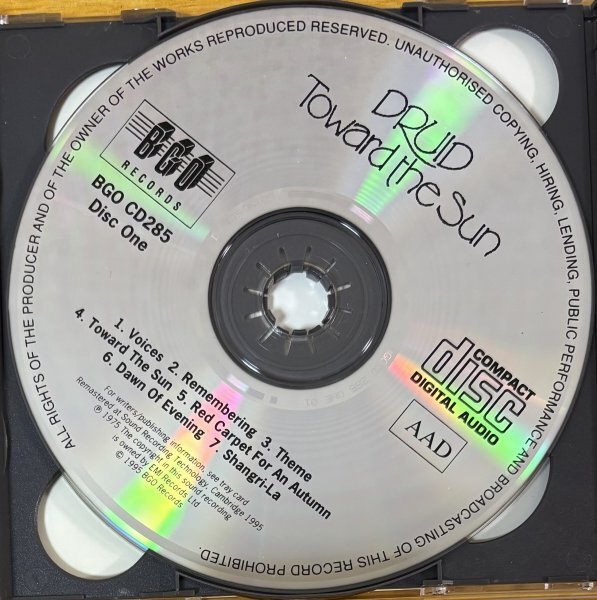 ALL RIGHTS OF THE PRODUCER AND OF THE OWNER OF THE WORKS REPRODUCED RESERVED. UNAUTHORISED COPYING, HIRING, LENDING, PUBLIC PERFORMANCE AND BROADCASTING OF THIS RECORD PROHIBITED.
DRUID
Toward the Sun
BGO
RECORDS
BGO CD285
Disc One
COMPACT
disc
DIGITAL AUDIO
AAD
1. Voices 2. Remembering 3. Theme
4. Toward The Sun 5. Red Carpet For An Autumn
6. Dawn Of Evening 7. Shangri-La
For writers/publishing information, see tray card
Remastered at Sound Recording Technology, Cambridge 1995
℗ 1975 The copyright in this sound recording
is owned by EMI Records Ltd
© 1995 BGO Records